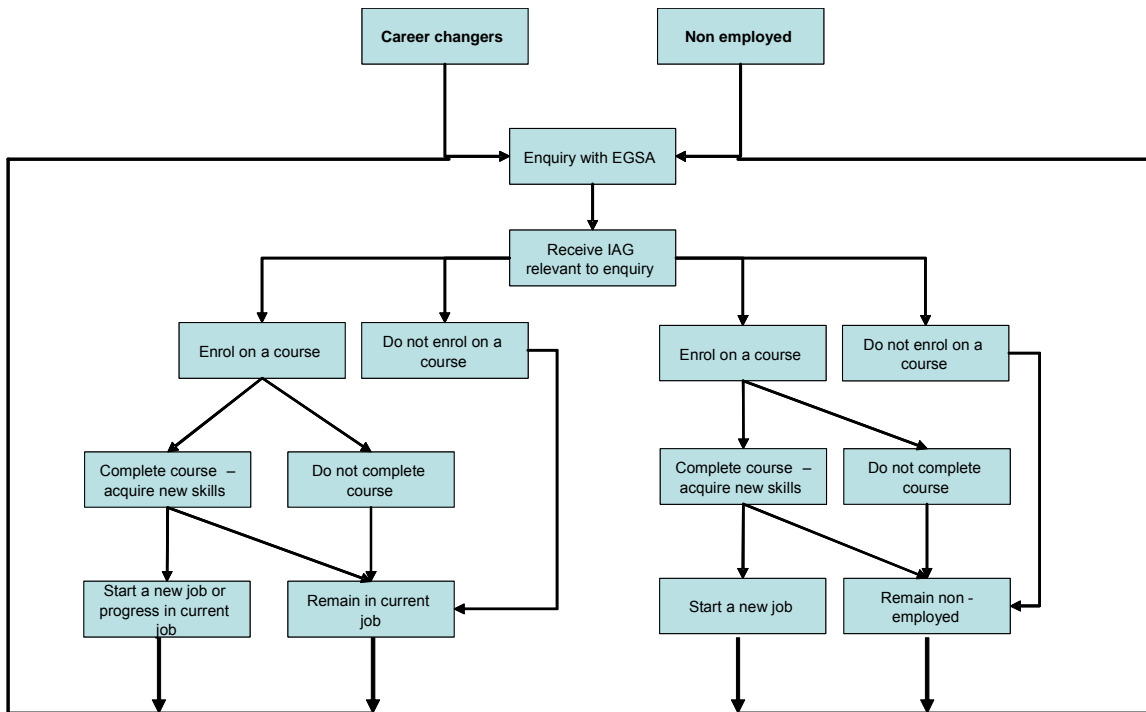 Career changers
Non employed
Enquiry with EGSA
Receive IAG
relevant to enquiry
Enrol on a course
Do not enrol on a
course
Enrol on a course
Do not enrol on a
course
Complete course –
acquire new skills
Do not complete
course
Complete course –
acquire new skills
Do not complete
course
Start a new job or
progress in current
job
Remain in current
job
Start a new job
Remain non -
employed